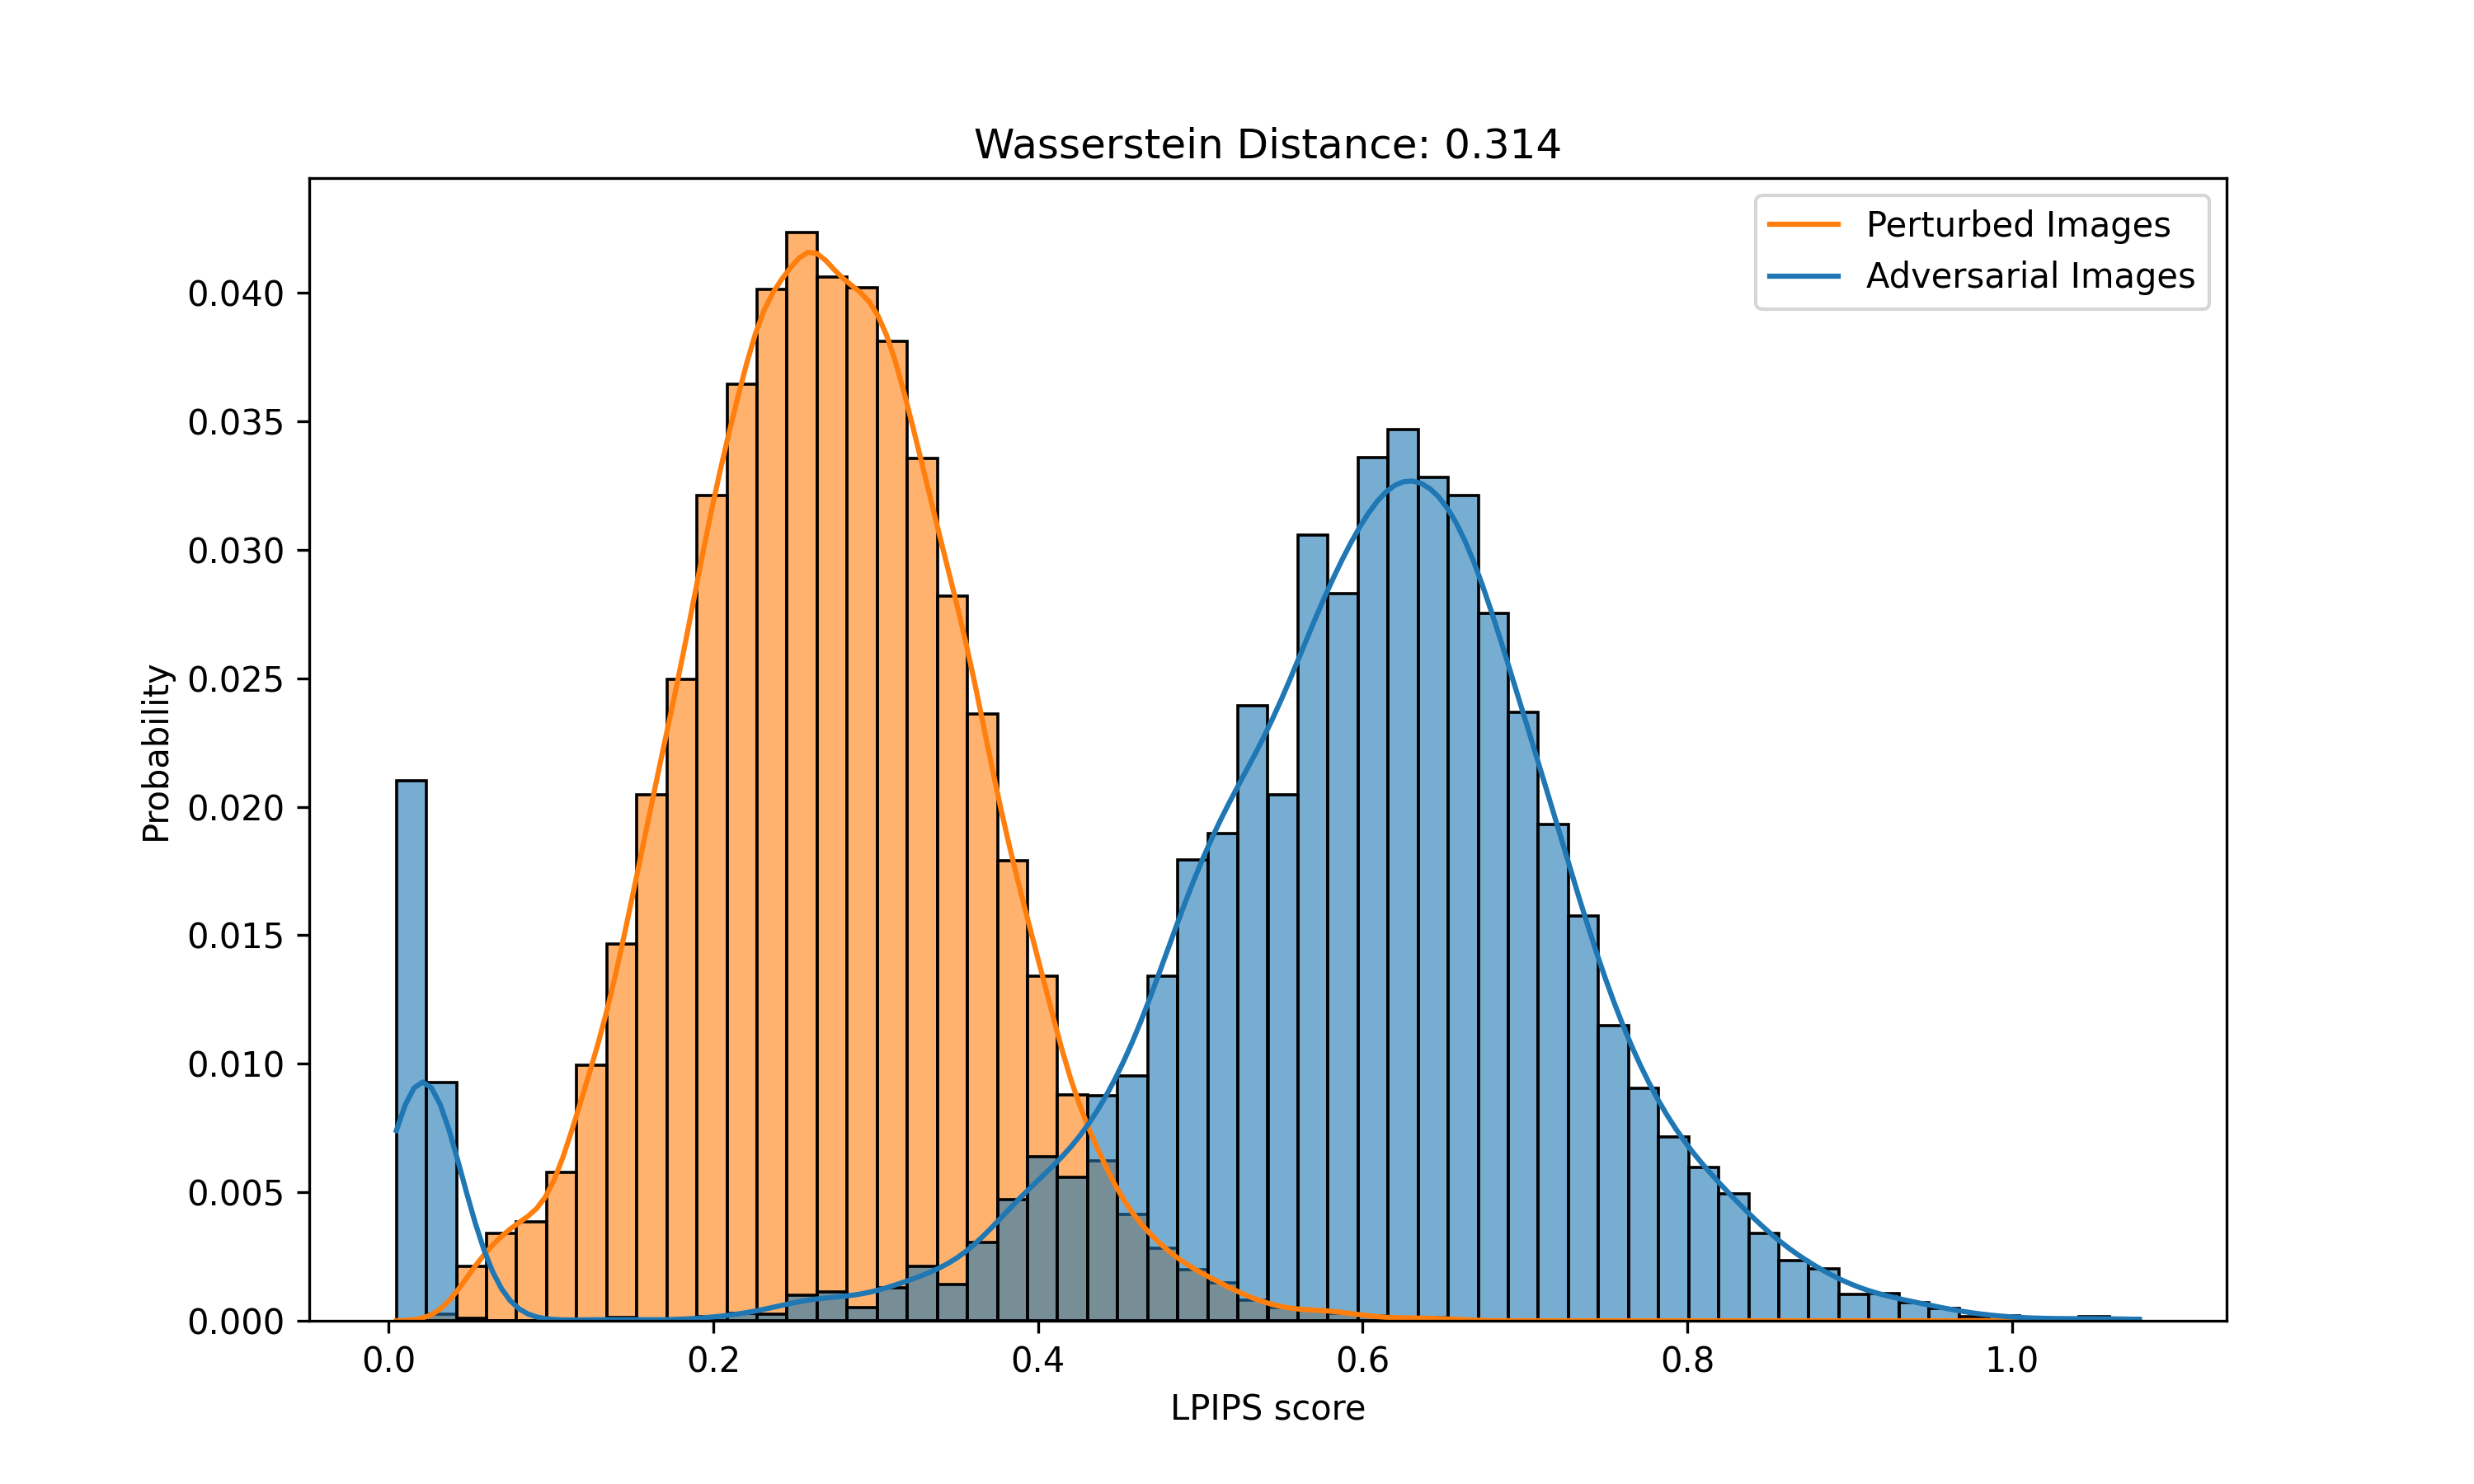 Wasserstein Distance: 0.314
Perturbed Images
Adversarial Images
Probability
0.040
0.035
0.030
0.025
0.020
0.015
0.010
0.005
0.000
0.0 0.2 0.4 0.6 0.8 1.0
LPIPS score